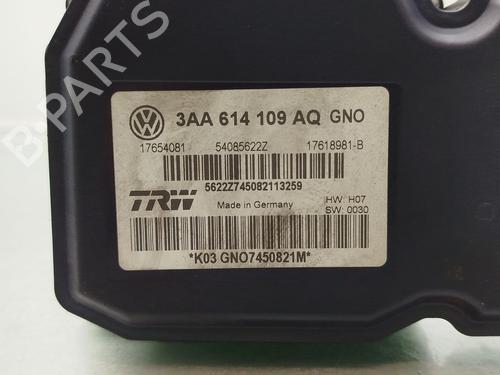 3AA 614 109 AQ GNO
17654081 54085622Z 17618981-B
5622Z745082113259
TRW Made in Germany HW: H07
SW: 0030
*K03 GNO7450821M*
B-Parts